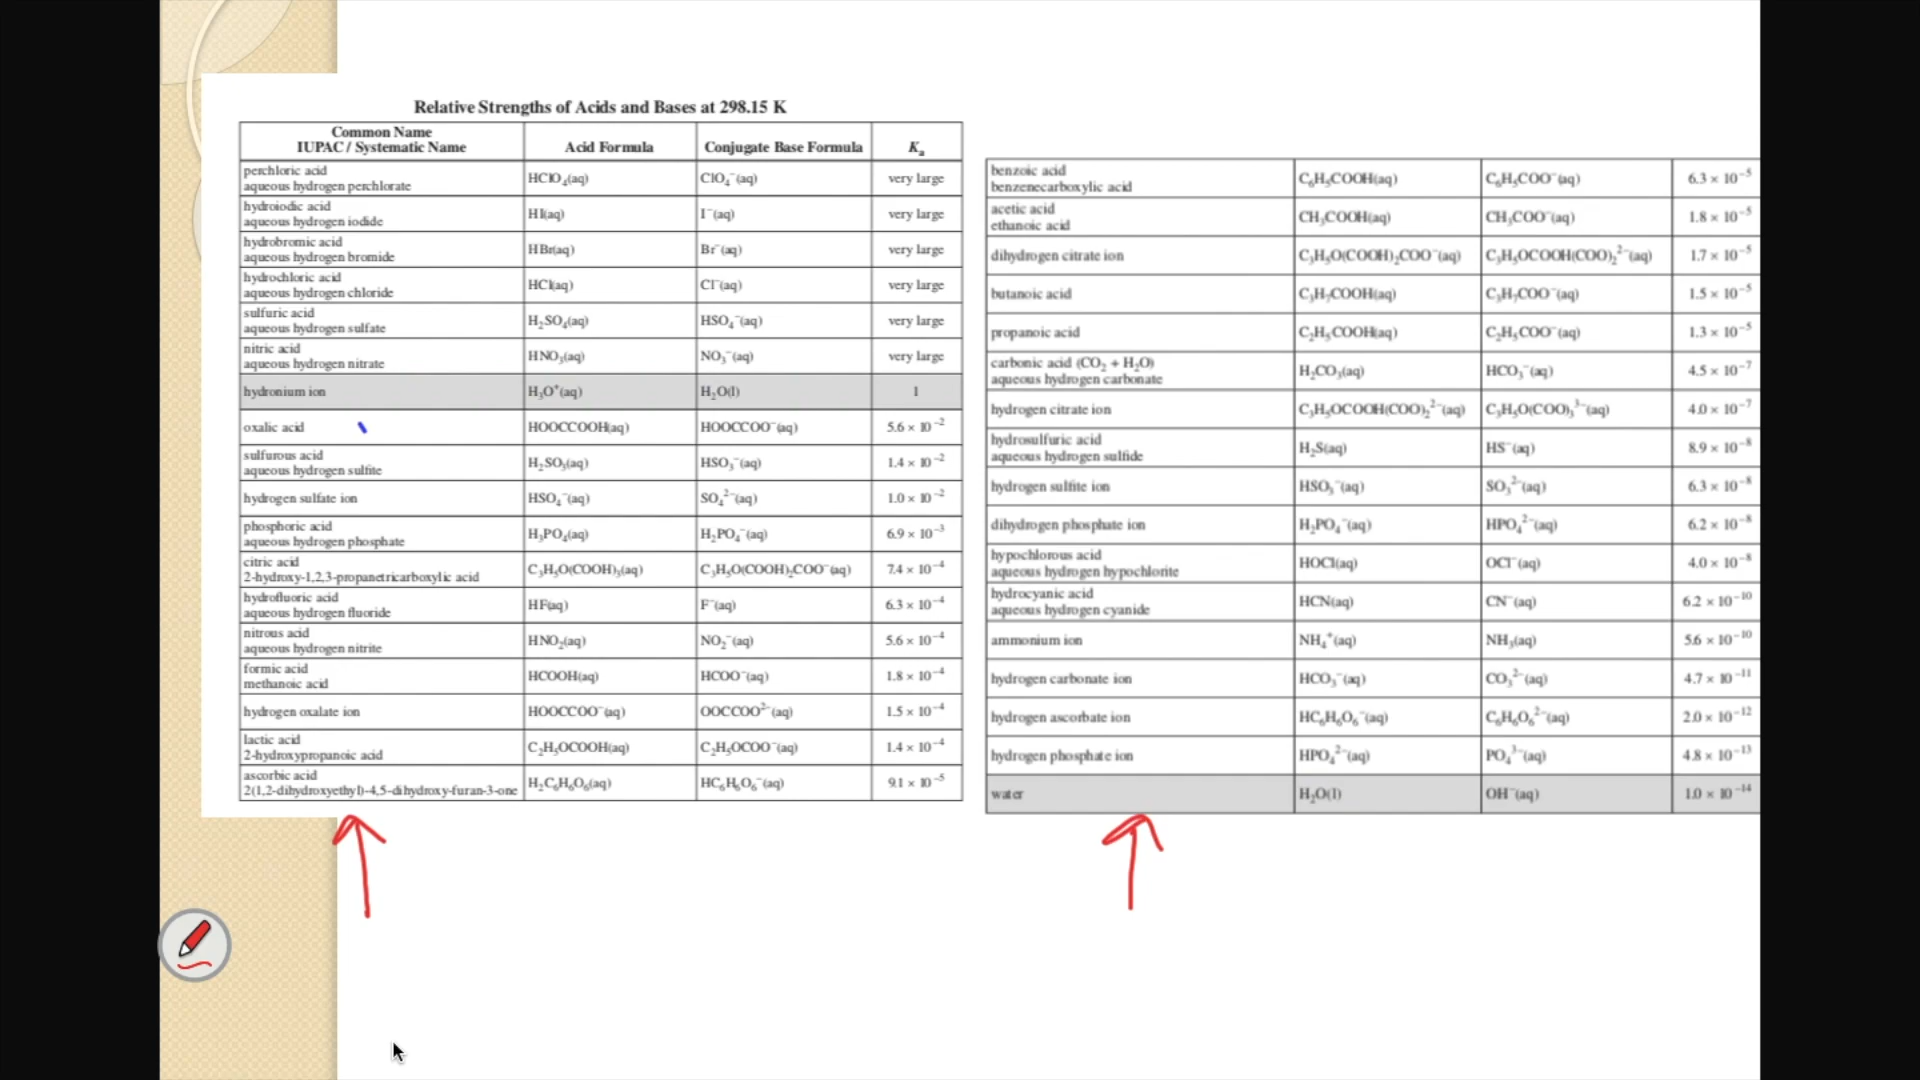 Relative Strengths of Acids and Bases at 298.15 K
Common Name
IUPAC / Systematic Name Acid Formula Conjugate Base Formula Kₐ
perchloric acid
aqueous hydrogen perchlorate HClO₄(aq) ClO₄⁻(aq) very large
hydroiodic acid
aqueous hydrogen iodide HI(aq) I⁻(aq) very large
hydrobromic acid
aqueous hydrogen bromide HBr(aq) Br⁻(aq) very large
hydrochloric acid
aqueous hydrogen chloride HCl(aq) Cl⁻(aq) very large
sulfuric acid
aqueous hydrogen sulfate H₂SO₄(aq) HSO₄⁻(aq) very large
nitric acid
aqueous hydrogen nitrate HNO₃(aq) NO₃⁻(aq) very large
hydronium ion H₃O⁺(aq) H₂O(l) 1
oxalic acid HOOCCOOH(aq) HOOCCOO⁻(aq) 5.6 × 10⁻²
sulfurous acid
aqueous hydrogen sulfite H₂SO₃(aq) HSO₃⁻(aq) 1.4 × 10⁻²
hydrogen sulfate ion HSO₄⁻(aq) SO₄²⁻(aq) 1.0 × 10⁻²
phosphoric acid
aqueous hydrogen phosphate H₃PO₄(aq) H₂PO₄⁻(aq) 6.9 × 10⁻³
citric acid
2-hydroxy-1,2,3-propanetricarboxylic acid C₃H₅O(COOH)₃(aq) C₃H₅O(COOH)₂COO⁻(aq) 7.4 × 10⁻⁴
hydrofluoric acid
aqueous hydrogen fluoride HF(aq) F⁻(aq) 6.3 × 10⁻⁴
nitrous acid
aqueous hydrogen nitrite HNO₂(aq) NO₂⁻(aq) 5.6 × 10⁻⁴
formic acid
methanoic acid HCOOH(aq) HCOO⁻(aq) 1.8 × 10⁻⁴
hydrogen oxalate ion HOOCCOO⁻(aq) OOCCOO²⁻(aq) 1.5 × 10⁻⁴
lactic acid
2-hydroxypropanoic acid C₂H₅OCOOH(aq) C₂H₅OCOO⁻(aq) 1.4 × 10⁻⁴
ascorbic acid
2(1,2-dihydroxyethyl)-4,5-dihydroxy-furan-3-one H₂C₆H₆O₆(aq) HC₆H₆O₆⁻(aq) 9.1 × 10⁻⁵
benzoic acid
benzenecarboxylic acid C₆H₅COOH(aq) C₆H₅COO⁻(aq) 6.3 × 10⁻⁵
acetic acid
ethanoic acid CH₃COOH(aq) CH₃COO⁻(aq) 1.8 × 10⁻⁵
dihydrogen citrate ion C₃H₅O(COOH)₂COO⁻(aq) C₃H₅OCOOH(COO)₂²⁻(aq) 1.7 × 10⁻⁵
butanoic acid C₃H₇COOH(aq) C₃H₇COO⁻(aq) 1.5 × 10⁻⁵
propanoic acid C₂H₅COOH(aq) C₂H₅COO⁻(aq) 1.3 × 10⁻⁵
carbonic acid (CO₂ + H₂O)
aqueous hydrogen carbonate H₂CO₃(aq) HCO₃⁻(aq) 4.5 × 10⁻⁷
hydrogen citrate ion C₃H₅OCOOH(COO)₂²⁻(aq) C₃H₅O(COO)₃³⁻(aq) 4.0 × 10⁻⁷
hydrosulfuric acid
aqueous hydrogen sulfide H₂S(aq) HS⁻(aq) 8.9 × 10⁻⁸
hydrogen sulfite ion HSO₃⁻(aq) SO₃²⁻(aq) 6.3 × 10⁻⁸
dihydrogen phosphate ion H₂PO₄⁻(aq) HPO₄²⁻(aq) 6.2 × 10⁻⁸
hypochlorous acid
aqueous hydrogen hypochlorite HOCl(aq) OCl⁻(aq) 4.0 × 10⁻⁸
hydrocyanic acid
aqueous hydrogen cyanide HCN(aq) CN⁻(aq) 6.2 × 10⁻¹⁰
ammonium ion NH₄⁺(aq) NH₃(aq) 5.6 × 10⁻¹⁰
hydrogen carbonate ion HCO₃⁻(aq) CO₃²⁻(aq) 4.7 × 10⁻¹¹
hydrogen ascorbate ion HC₆H₆O₆⁻(aq) C₆H₆O₆²⁻(aq) 2.0 × 10⁻¹²
hydrogen phosphate ion HPO₄²⁻(aq) PO₄³⁻(aq) 4.8 × 10⁻¹³
water H₂O(l) OH⁻(aq) 1.0 × 10⁻¹⁴